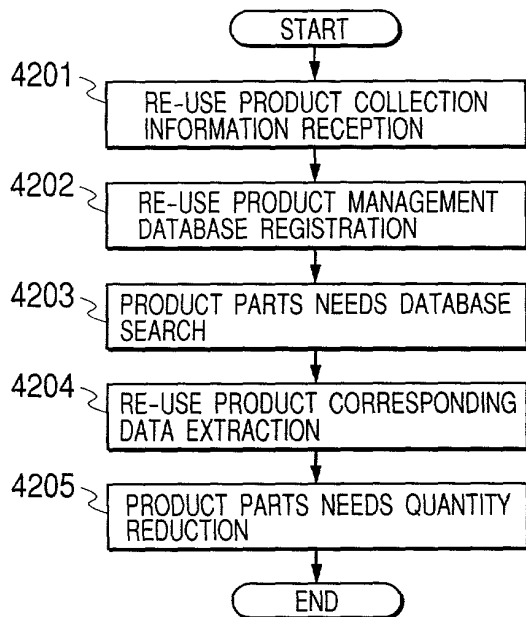 START
4201
RE-USE PRODUCT COLLECTION
INFORMATION RECEPTION
4202
RE-USE PRODUCT MANAGEMENT
DATABASE REGISTRATION
4203
PRODUCT PARTS NEEDS DATABASE
SEARCH
4204
RE-USE PRODUCT CORRESPONDING
DATA EXTRACTION
4205
PRODUCT PARTS NEEDS QUANTITY
REDUCTION
END